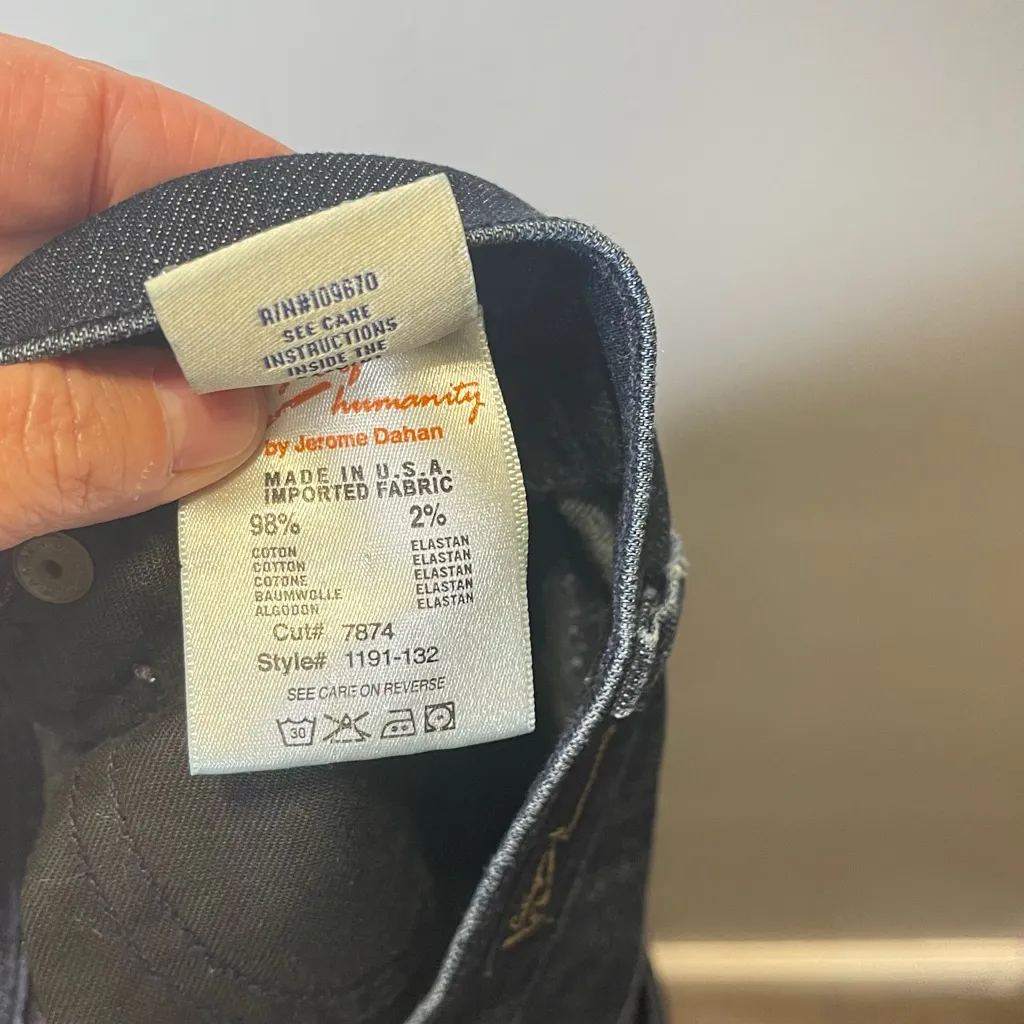 R/N#109670
SEE CARE
INSTRUCTIONS
INSIDE THE
humanity
by Jerome Dahan
MADE IN U.S.A.
IMPORTED FABRIC
98% 2%
COTON ELASTAN
COTTON ELASTAN
COTONE ELASTAN
BAUMWOLLE ELASTAN
ALGODON ELASTAN
Cut# 7874
Style# 1191-132
SEE CARE ON REVERSE
30